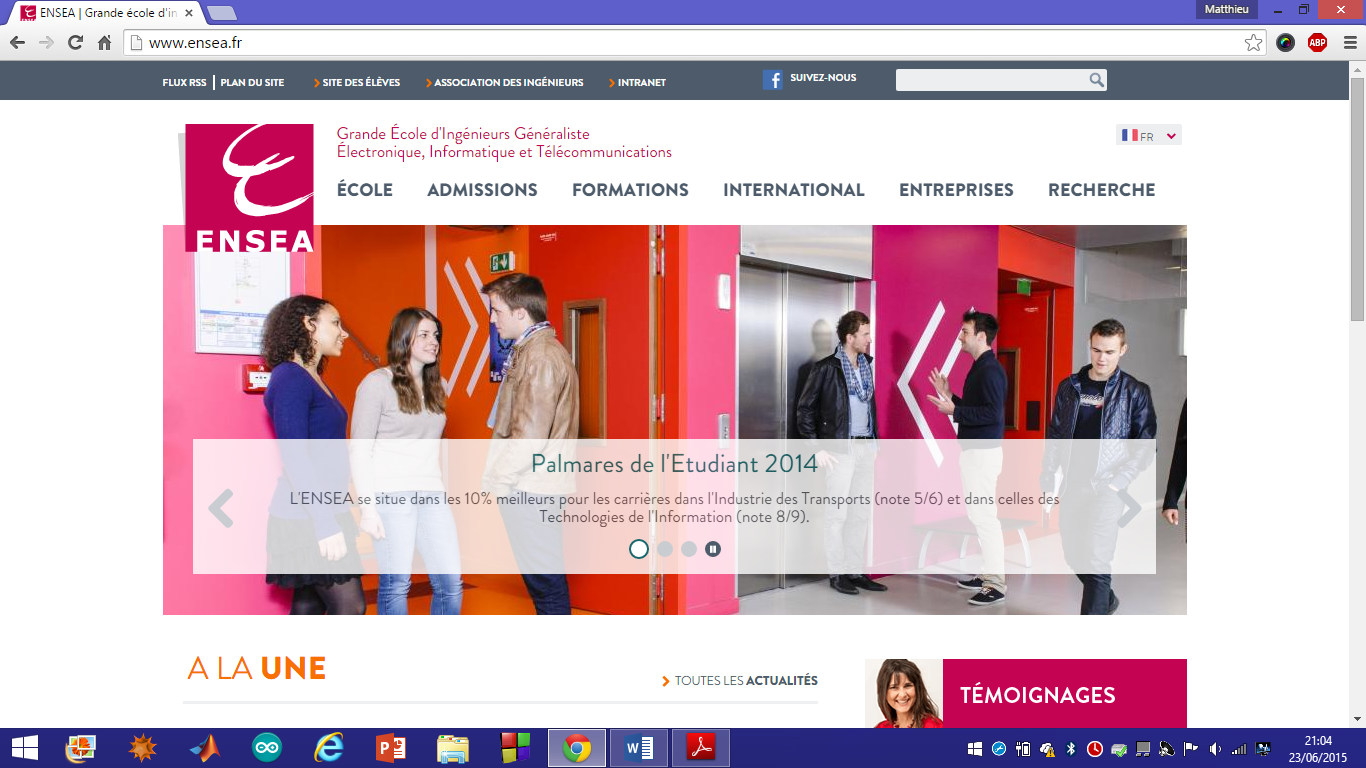 ENSEA | Grande école d'in
Matthieu
www.ensea.fr
ABP
FLUX RSS | PLAN DU SITE
SITE DES ÉLÈVES
ASSOCIATION DES INGÉNIEURS
INTRANET
SUIVEZ-NOUS
ENSEA
Grande École d'Ingénieurs Généraliste
Électronique, Informatique et Télécommunications
FR
ÉCOLE
ADMISSIONS
FORMATIONS
INTERNATIONAL
ENTREPRISES
RECHERCHE
Palmares de l'Etudiant 2014
L'ENSEA se situe dans les 10% meilleurs pour les carrières dans l'Industrie des Transports (note 5/6) et dans celles des
Technologies de l'Information (note 8/9).
A LA UNE
TOUTES LES ACTUALITÉS
TÉMOIGNAGES
21:04
23/06/2015